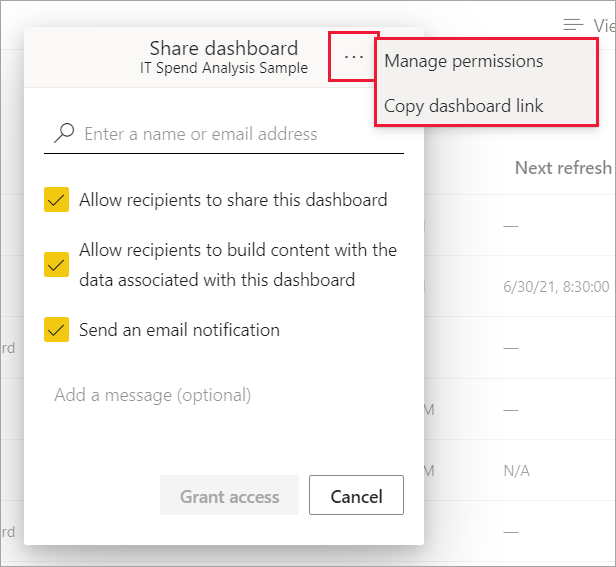 Vie
Share dashboard
IT Spend Analysis Sample
...
Manage permissions
Copy dashboard link
Enter a name or email address
Next refresh
Allow recipients to share this dashboard
—
Allow recipients to build content with the
data associated with this dashboard
6/30/21, 8:30:00
Send an email notification
rd
—
Add a message (optional)
M
—
M
N/A
Grant access
Cancel
rd
—